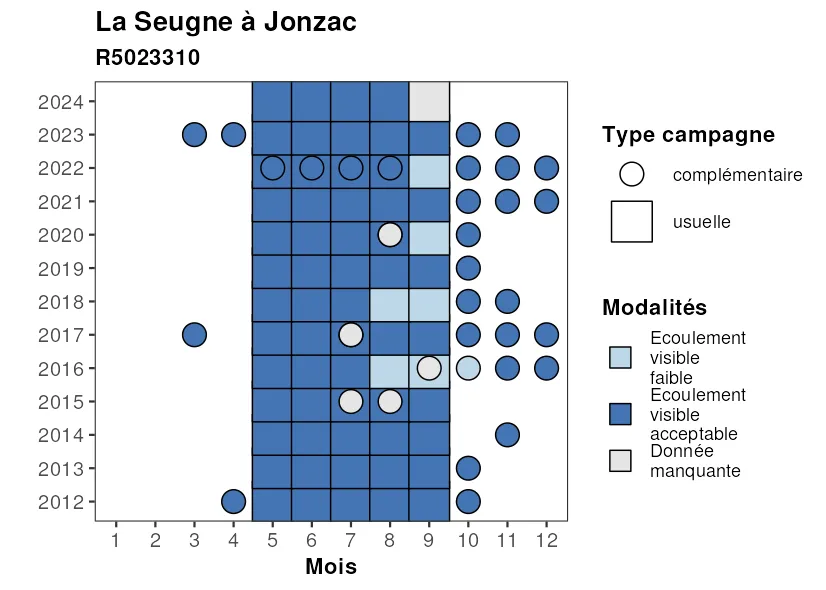 La Seugne à Jonzac
R5023310
2024
2023
2022
2021
2020
2019
2018
2017
2016
2015
2014
2013
2012
1 2 3 4 5 6 7 8 9 10 11 12
Mois
Type campagne
complémentaire
usuelle
Modalités
Ecoulement
visible
faible
Ecoulement
visible
acceptable
Donnée
manquante